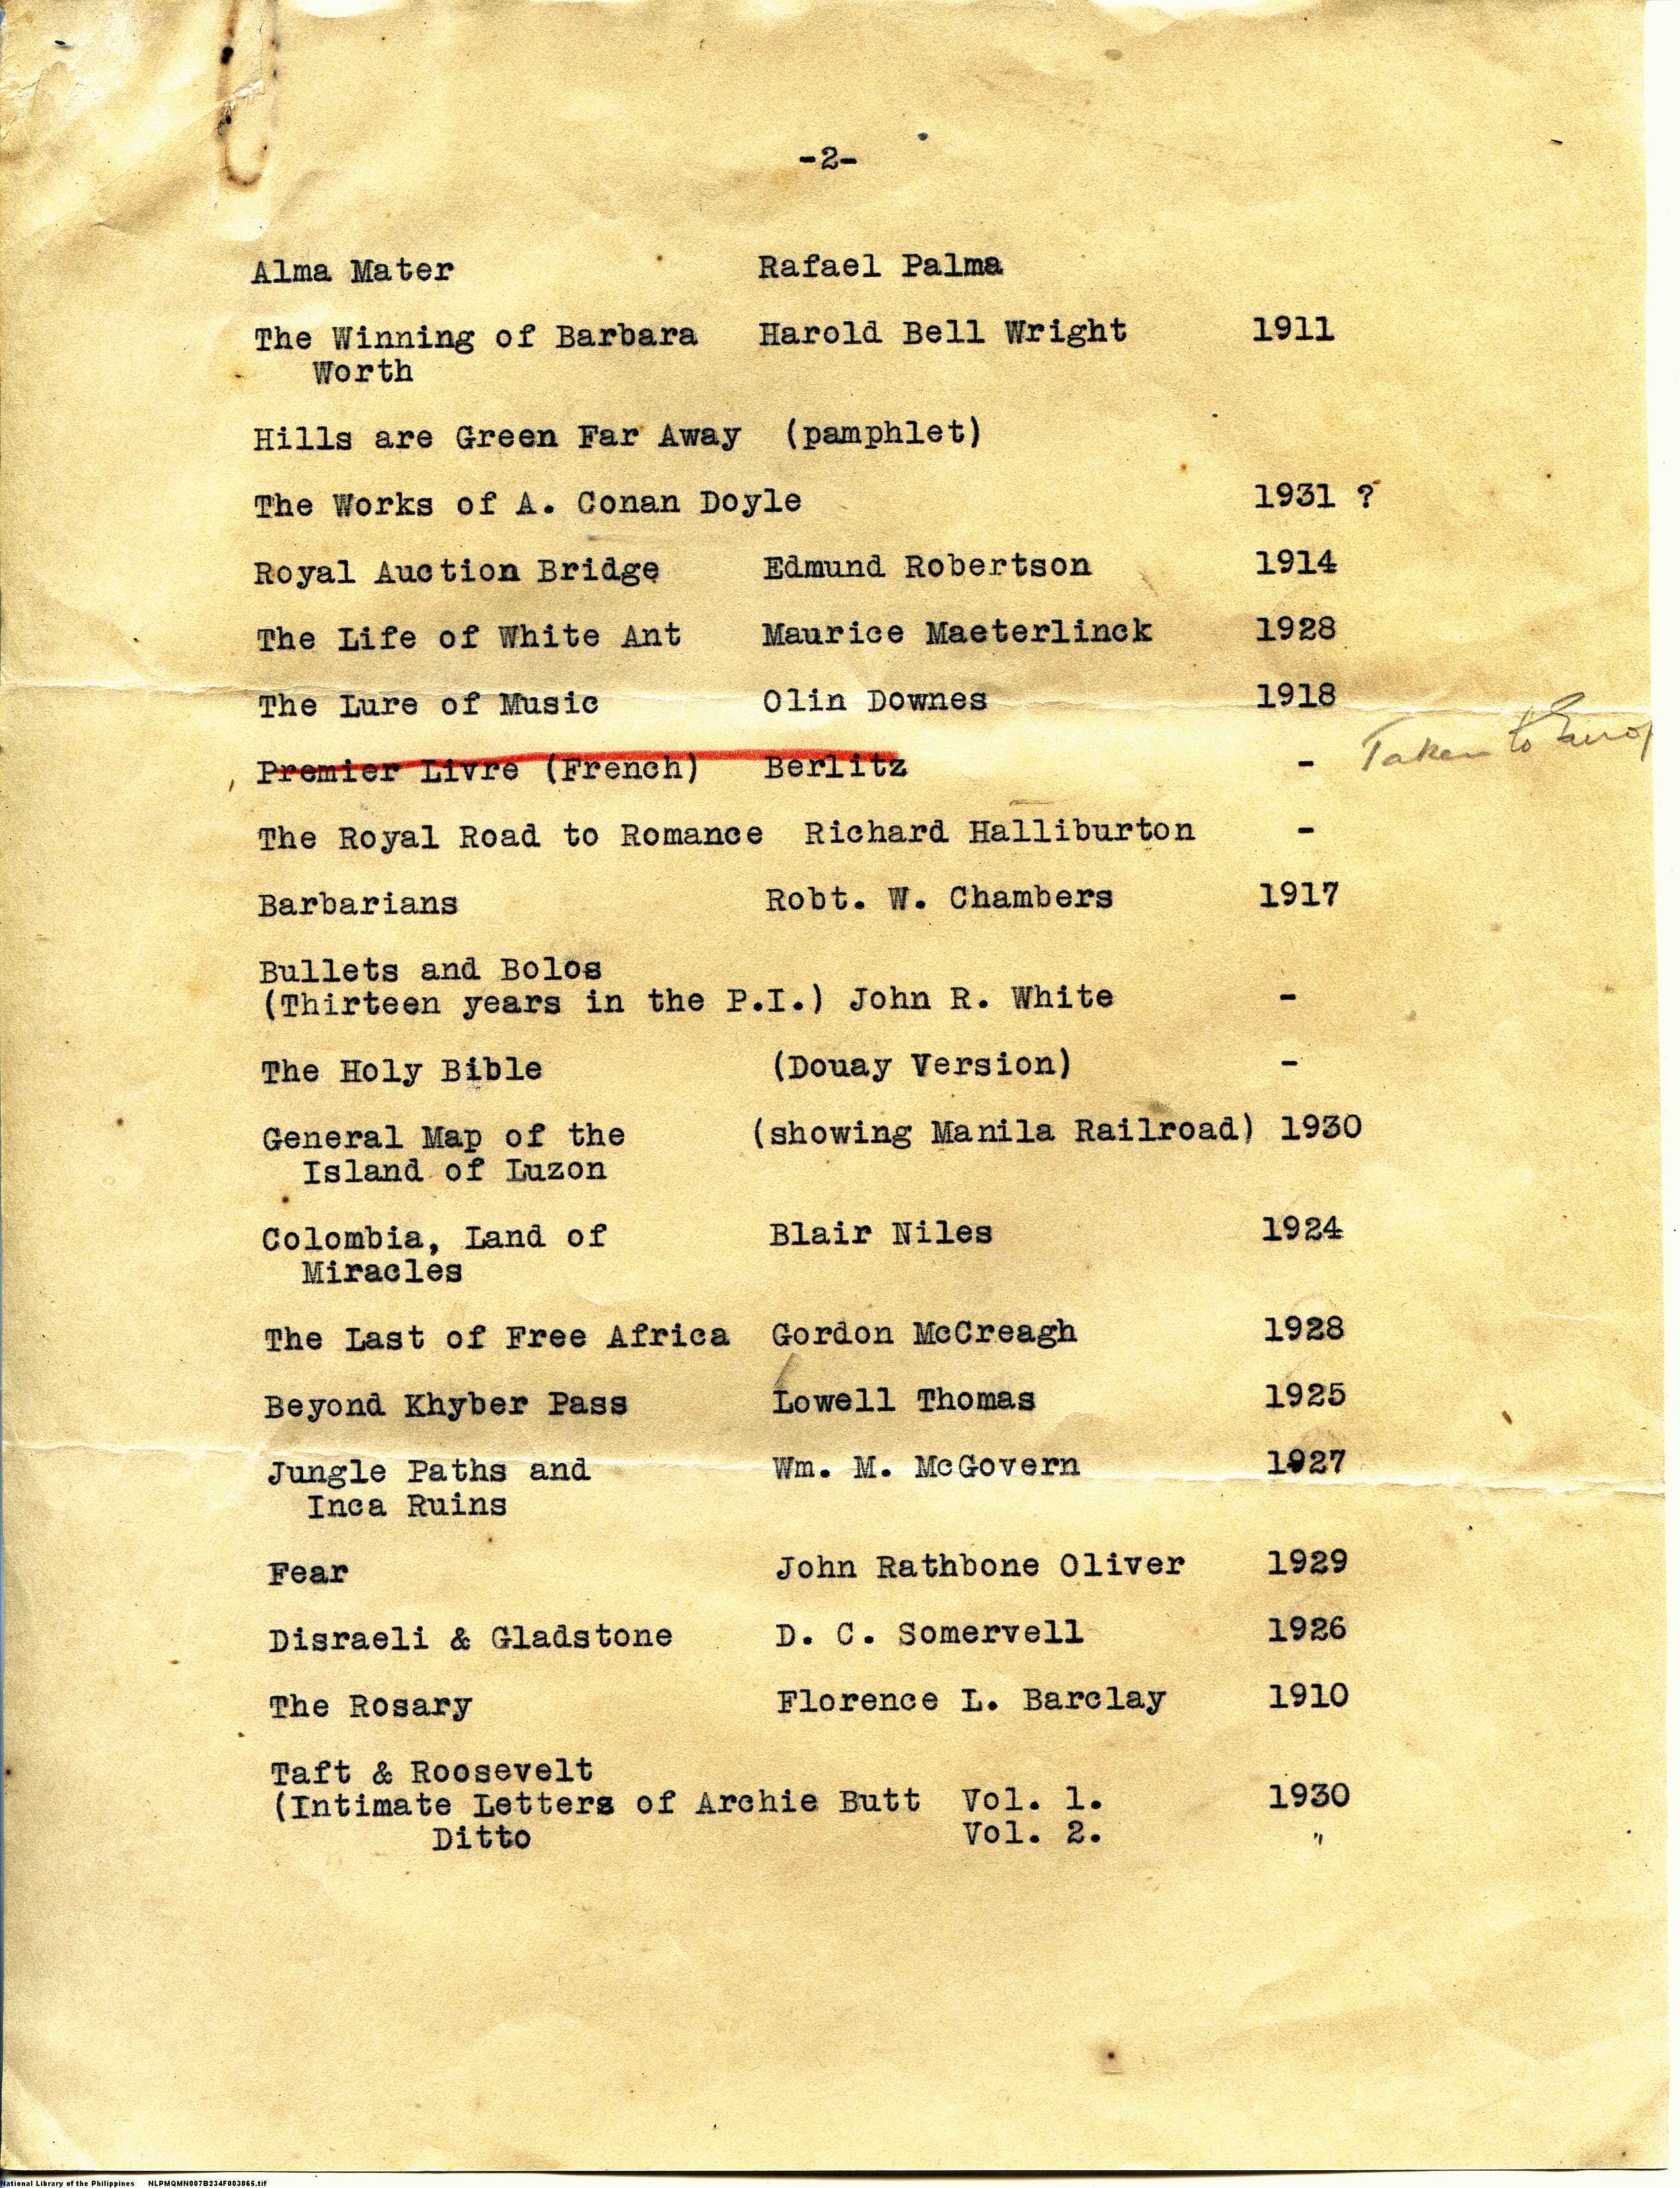 -2-
Alma Mater Rafael Palma
The Winning of Barbara Harold Bell Wright 1911
Worth
Hills are Green Far Away (pamphlet)
The Works of A. Conan Doyle 1931 ?
Royal Auction Bridge Edmund Robertson 1914
The Life of White Ant Maurice Maeterlinck 1928
The Lure of Music Olin Downes 1918
Premier Livre (French) Berlitz - Taken to
The Royal Road to Romance Richard Halliburton -
Barbarians Robt. W. Chambers 1917
Bullets and Bolos
(Thirteen years in the P.I.) John R. White -
The Holy Bible (Douay Version) -
General Map of the (showing Manila Railroad) 1930
Island of Luzon
Colombia, Land of Blair Niles 1924
Miracles
The Last of Free Africa Gordon McCreagh 1928
Beyond Khyber Pass Lowell Thomas 1925
Jungle Paths and Wm. M. McGovern 1927
Inca Ruins
Fear John Rathbone Oliver 1929
Disraeli & Gladstone D. C. Somervell 1926
The Rosary Florence L. Barclay 1910
Taft & Roosevelt
(Intimate Letters of Archie Butt Vol. 1. 1930
Ditto Vol. 2. "
National Library of the Philippines NLPMQMN007B234F003065.tif